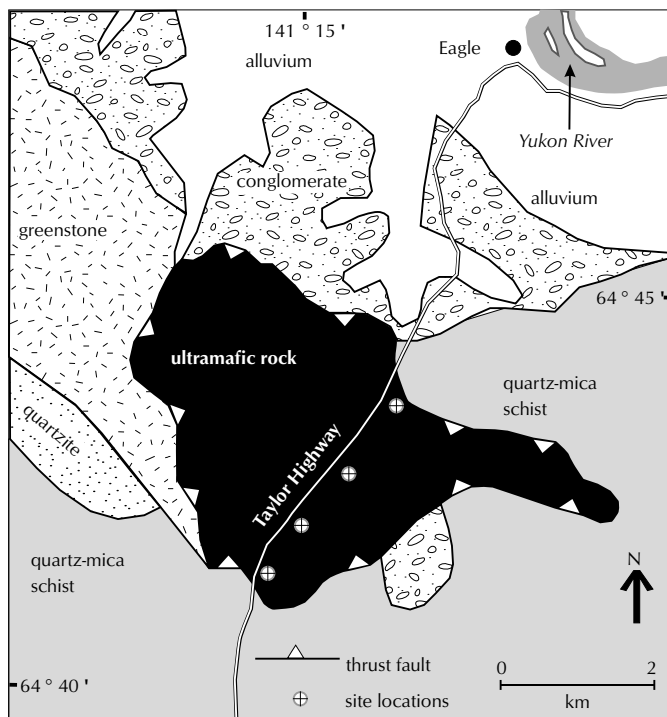 141 ° 15 '
alluvium
Eagle
Yukon River
conglomerate
alluvium
greenstone
64 ° 45 '
ultramafic rock
quartz-mica
schist
quartzite
Taylor Highway
quartz-mica
schist
N
thrust fault
0 2
64 ° 40 '
site locations
km